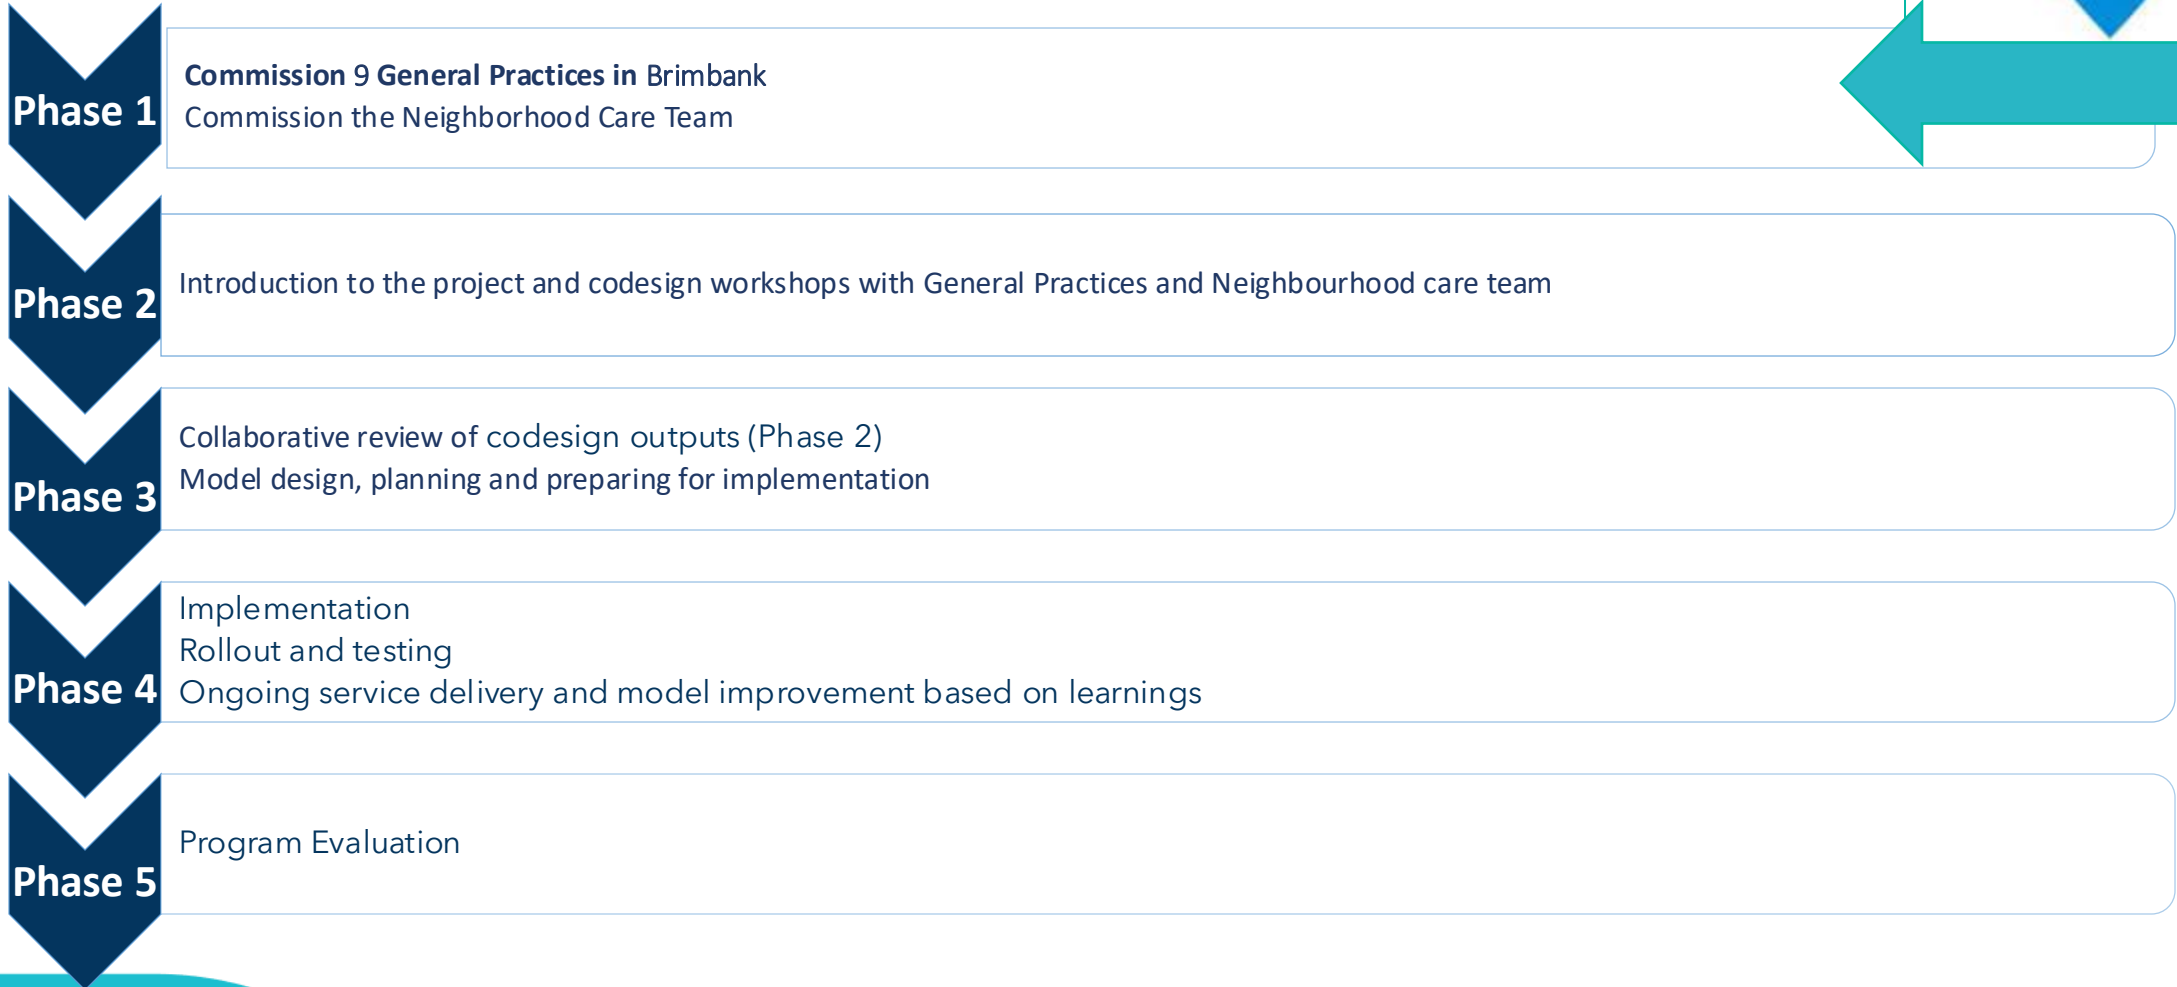 Phase 1
Commission 9 General Practices in Brimbank
Commission the Neighborhood Care Team
Phase 2
Introduction to the project and codesign workshops with General Practices and Neighbourhood care team
Phase 3
Collaborative review of codesign outputs (Phase 2)
Model design, planning and preparing for implementation
Phase 4
Implementation
Rollout and testing
Ongoing service delivery and model improvement based on learnings
Phase 5
Program Evaluation